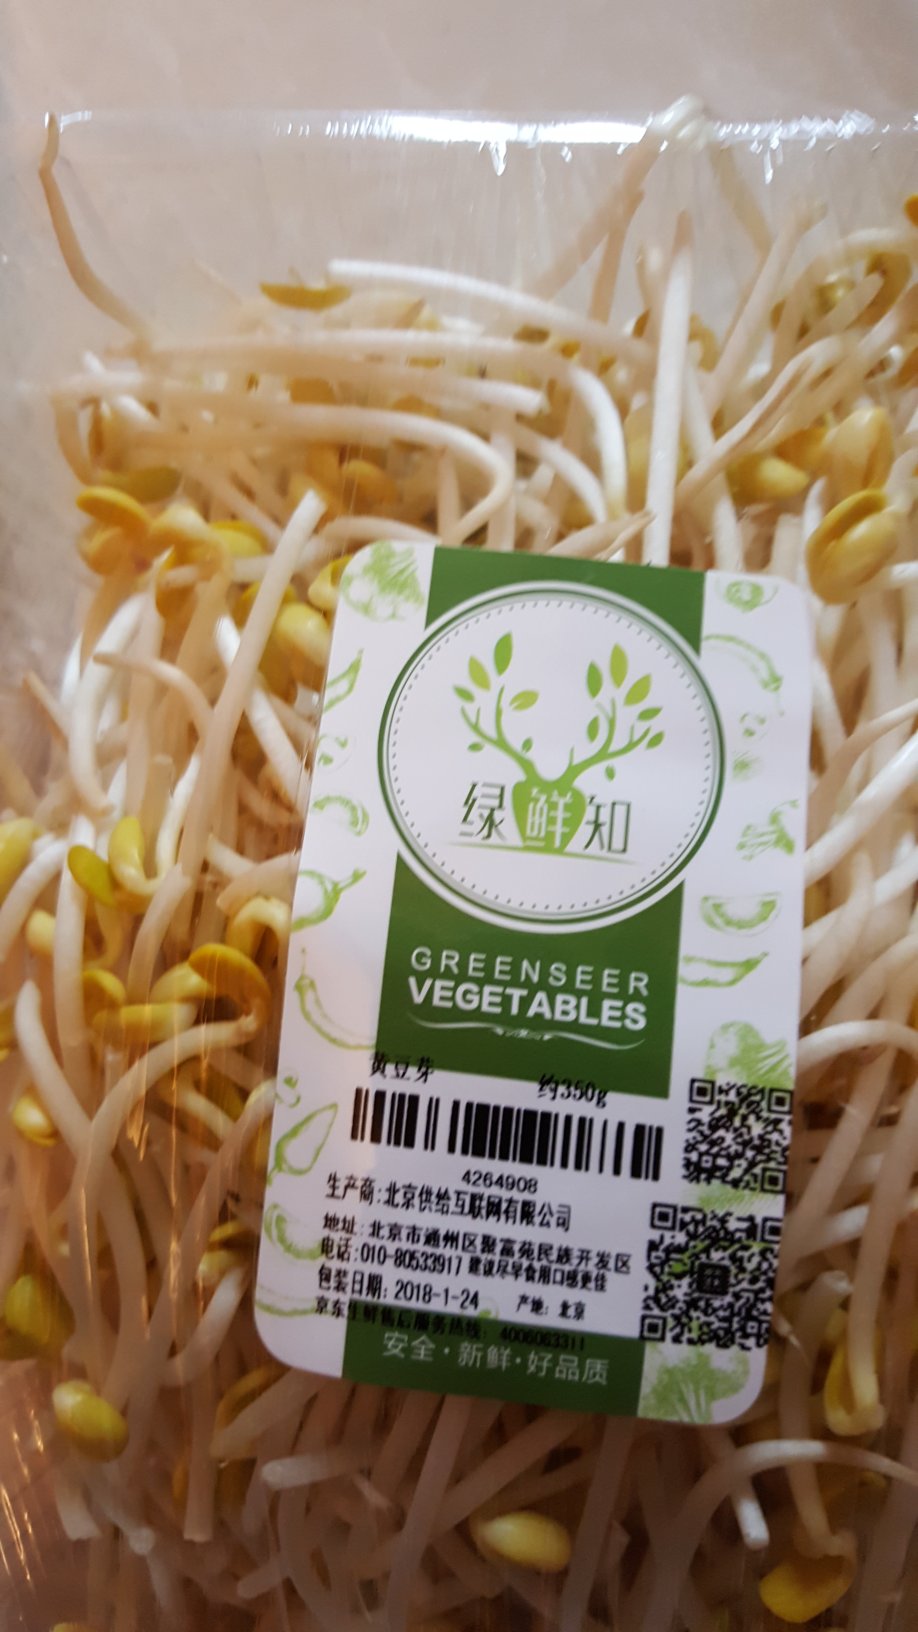 绿鲜知
GREENSEER
VEGETABLES
黄豆芽 约350g
4264908
生产商:北京供给互联网有限公司
地址:北京市通州区聚富苑民族开发区
电话:010-80533917 建议尽早食用口感更佳
包装日期: 2018-1-24 产地: 北京
京东生鲜售后服务热线: 4006063311
安全·新鲜·好品质